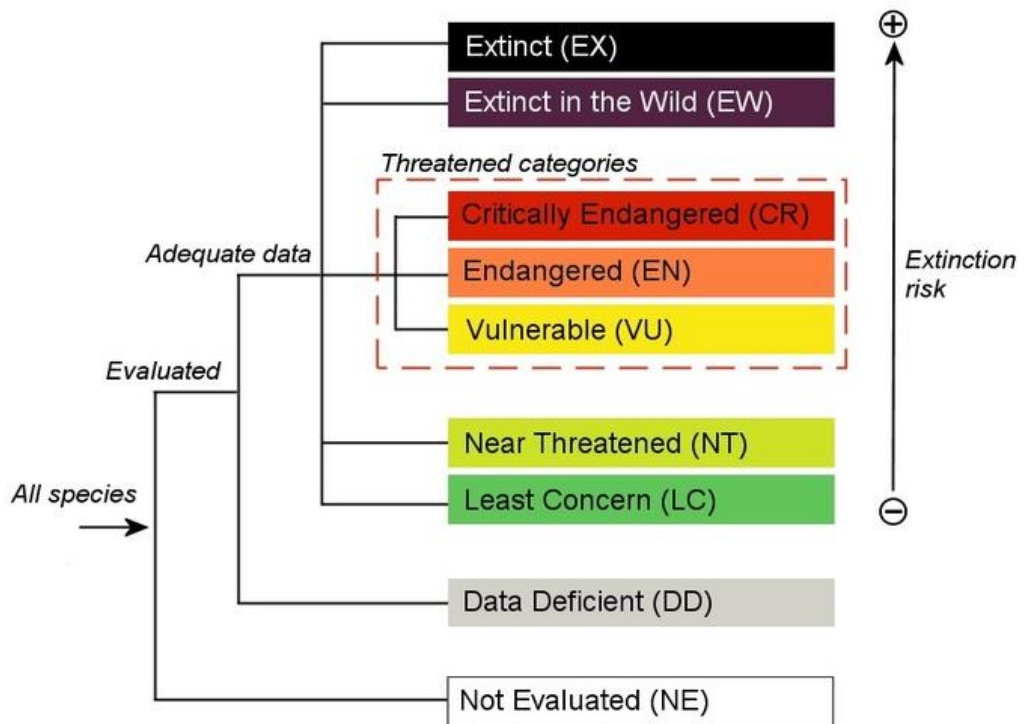 Extinct (EX)
Extinct in the Wild (EW)
Threatened categories
Critically Endangered (CR)
Adequate data
Endangered (EN)
Extinction
risk
Vulnerable (VU)
Evaluated
Near Threatened (NT)
All species
Least Concern (LC)
Data Deficient (DD)
Not Evaluated (NE)